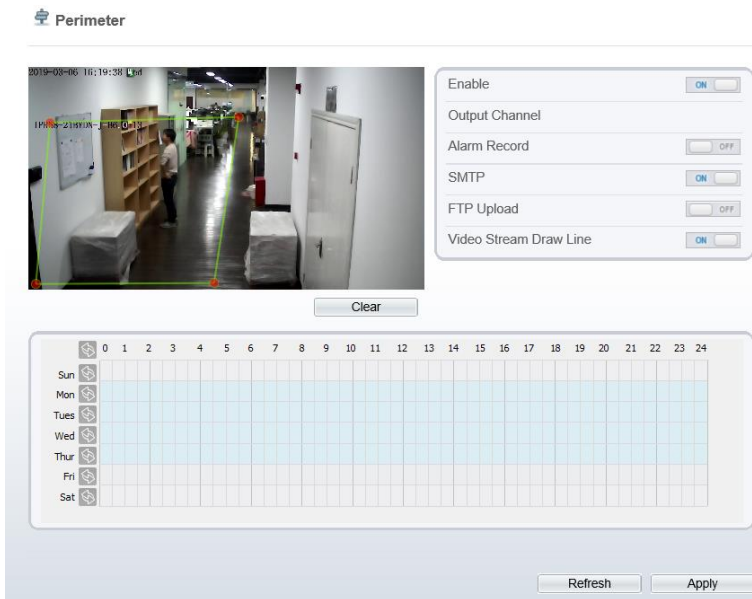 Perimeter
2019-03-06 16:19:38
Enable ON
Output Channel
Alarm Record OFF
SMTP ON
FTP Upload OFF
Video Stream Draw Line ON
Clear
0 1 2 3 4 5 6 7 8 9 10 11 12 13 14 15 16 17 18 19 20 21 22 23 24
Sun
Mon
Tues
Wed
Thur
Fri
Sat
Refresh Apply